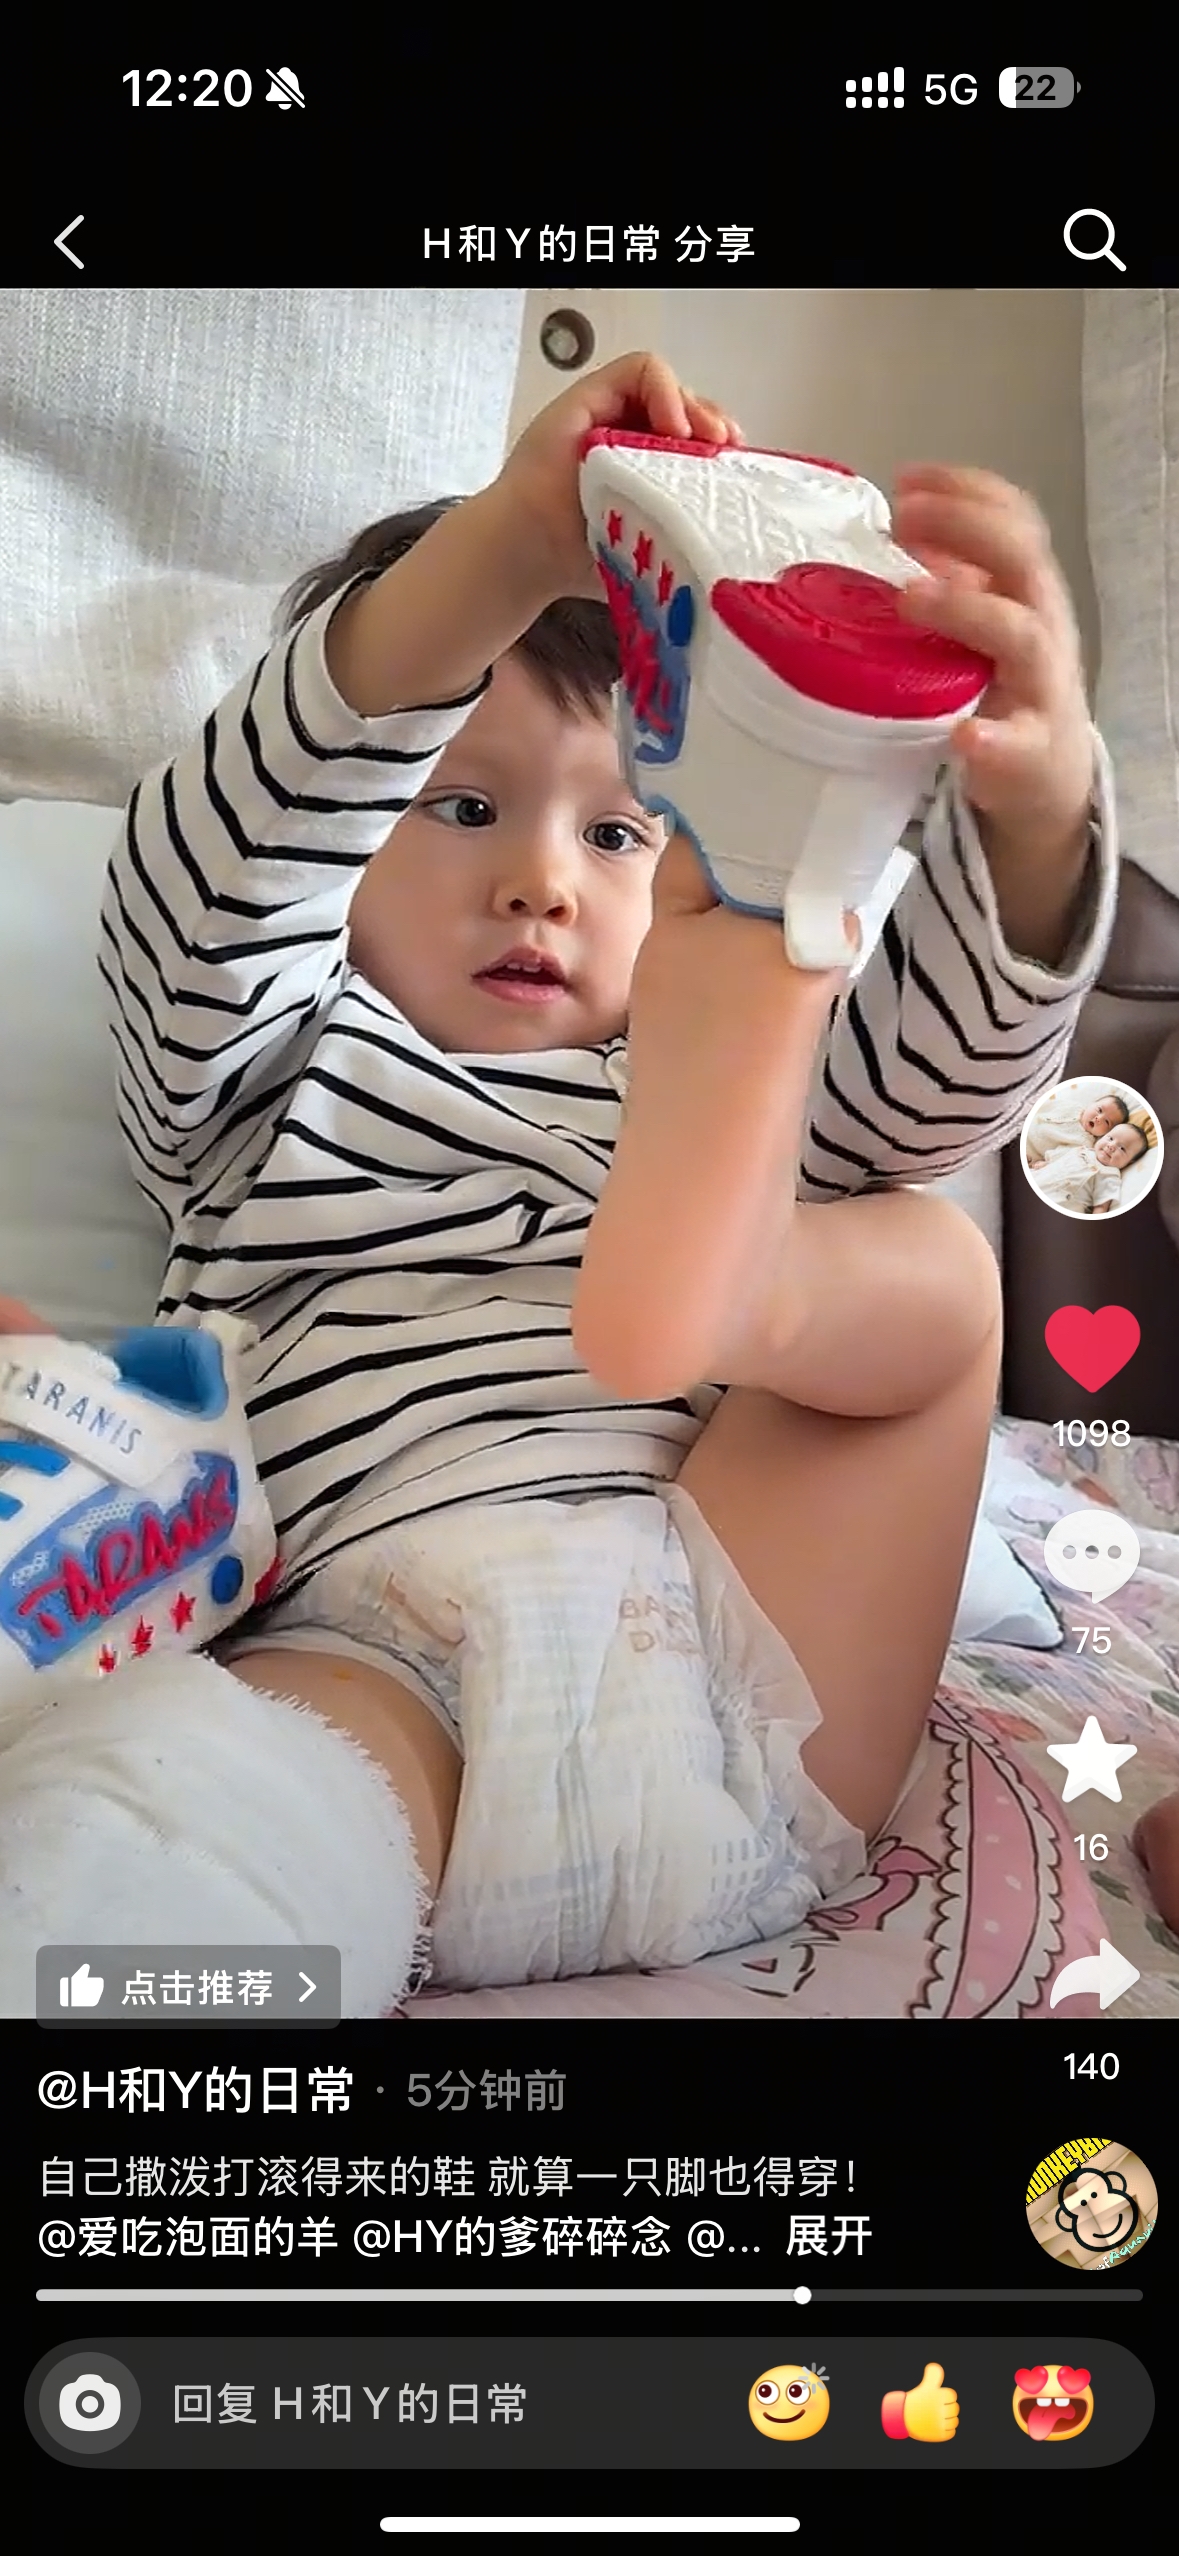 12:20
5G
22
H和Y的日常 分享
TARANIS
TARANIS
1098
75
16
点击推荐
140
@H和Y的日常 · 5分钟前
自己撒泼打滚得来的鞋 就算一只脚也得穿！
@爱吃泡面的羊 @HY的爹碎碎念 @... 展开
回复 H和Y的日常